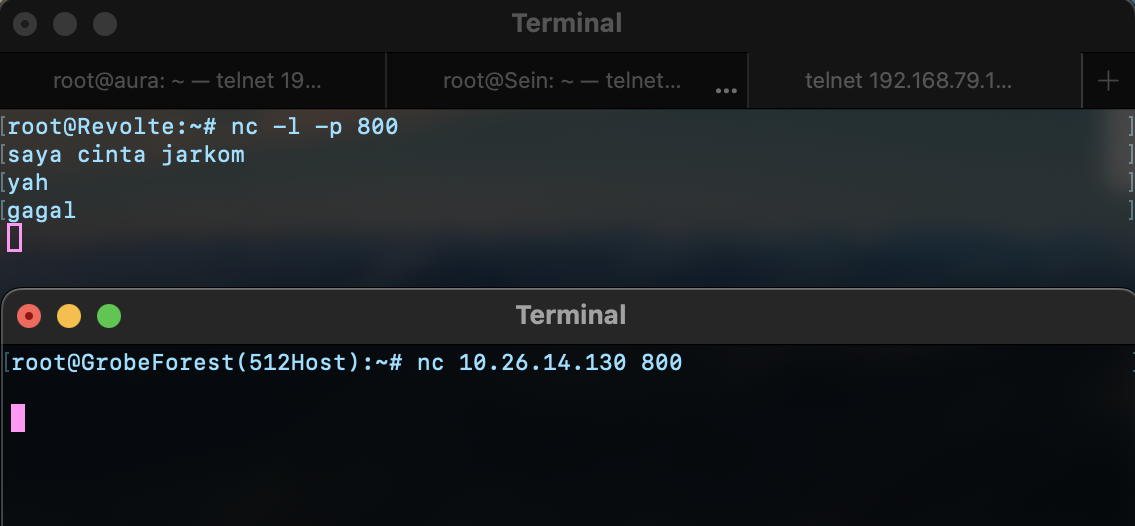 Terminal
root@aura: ~ — telnet 19...
root@Sein: ~ — telnet...
...
telnet 192.168.79.1...
+
[root@Revolte:~# nc -l -p 800 ]
[saya cinta jarkom ]
[yah ]
[gagal ]
Terminal
[root@GrobeForest(512Host):~# nc 10.26.14.130 800 ]